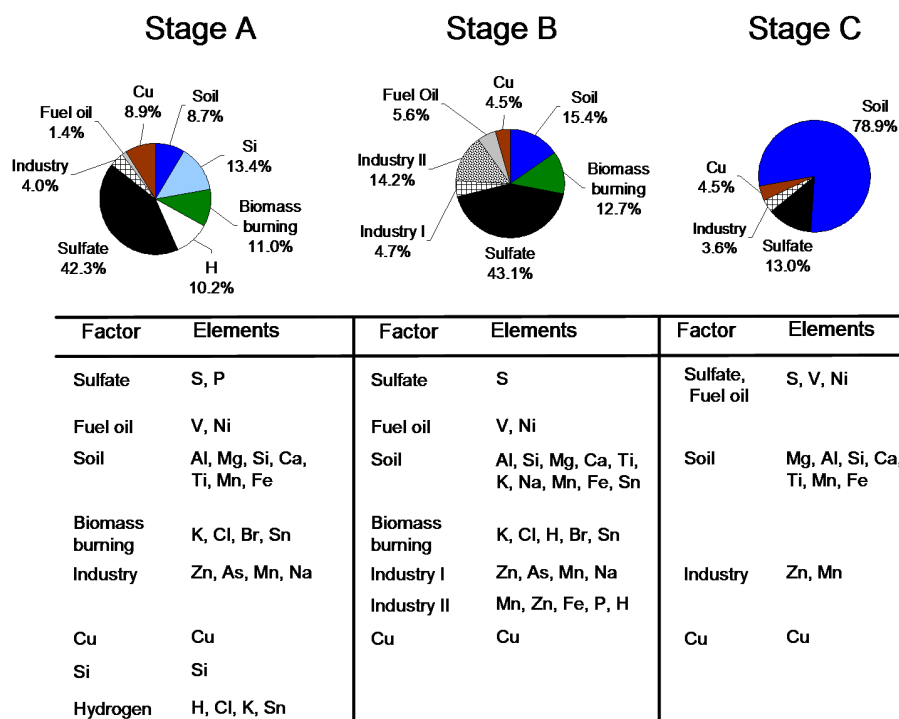 Stage A
Stage B
Stage C
Cu
8.9%
Soil
8.7%
Fuel oil
1.4%
Si
13.4%
Industry
4.0%
Biomass
burning
11.0%
Sulfate
42.3%
H
10.2%
Cu
4.5%
Fuel Oil
5.6%
Soil
15.4%
Industry II
14.2%
Biomass
burning
12.7%
Industry I
4.7%
Sulfate
43.1%
Soil
78.9%
Cu
4.5%
Industry
3.6%
Sulfate
13.0%
Factor Elements Factor Elements Factor Elements
Sulfate S, P
Fuel oil V, Ni
Soil Al, Mg, Si, Ca,
Ti, Mn, Fe
Biomass
burning K, Cl, Br, Sn
Industry Zn, As, Mn, Na
Cu Cu
Si Si
Hydrogen H, Cl, K, Sn
Sulfate S
Fuel oil V, Ni
Soil Al, Si, Mg, Ca, Ti,
K, Na, Mn, Fe, Sn
Biomass
burning K, Cl, H, Br, Sn
Industry I Zn, As, Mn, Na
Industry II Mn, Zn, Fe, P, H
Cu Cu
Sulfate, S, V, Ni
Fuel oil
Soil Mg, Al, Si, Ca,
Ti, Mn, Fe
Industry Zn, Mn
Cu Cu